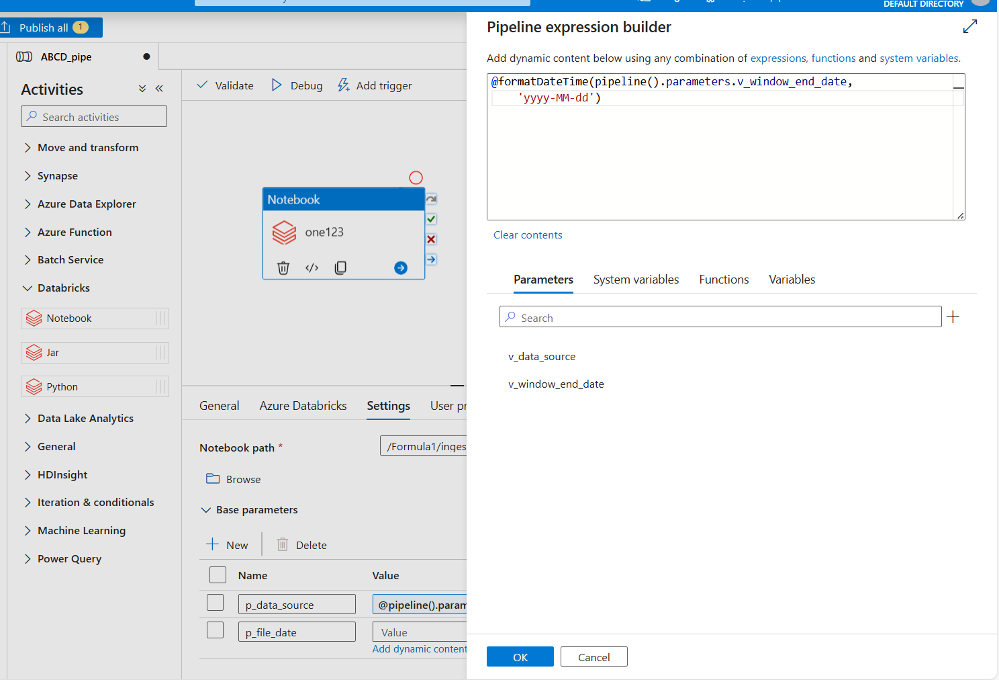 DEFAULT DIRECTORY
Publish all 1
ABCD_pipe
Activities
Search activities
Move and transform
Synapse
Azure Data Explorer
Azure Function
Batch Service
Databricks
Notebook
Jar
Python
Data Lake Analytics
General
HDInsight
Iteration & conditionals
Machine Learning
Power Query
Validate Debug Add trigger
Notebook
one123
General Azure Databricks Settings User pr
Notebook path * /Formula1/inges
Browse
Base parameters
New Delete
Name Value
p_data_source @pipeline().param
p_file_date Value
Add dynamic content
Pipeline expression builder
Add dynamic content below using any combination of expressions, functions and system variables.
@formatDateTime(pipeline().parameters.v_window_end_date,
'yyyy-MM-dd')
Clear contents
Parameters System variables Functions Variables
Search
v_data_source
v_window_end_date
OK Cancel